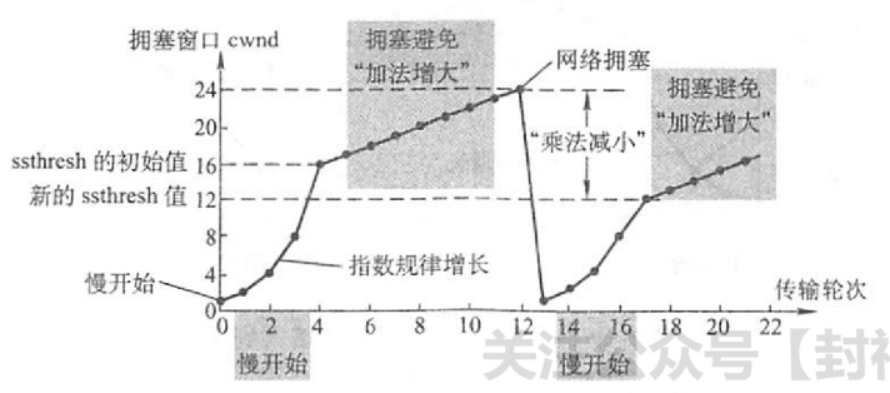 拥塞窗口 cwnd
拥塞避免
“加法增大”
网络拥塞
拥塞避免
“加法增大”
“乘法减小”
ssthresh 的初始值
新的 ssthresh 值
24
20
16
12
8
4
0
指数规律增长
慢开始
传输轮次
0 2 4 6 8 10 12 14 16 18 20 22
慢开始
慢开始
关注公众号【封神